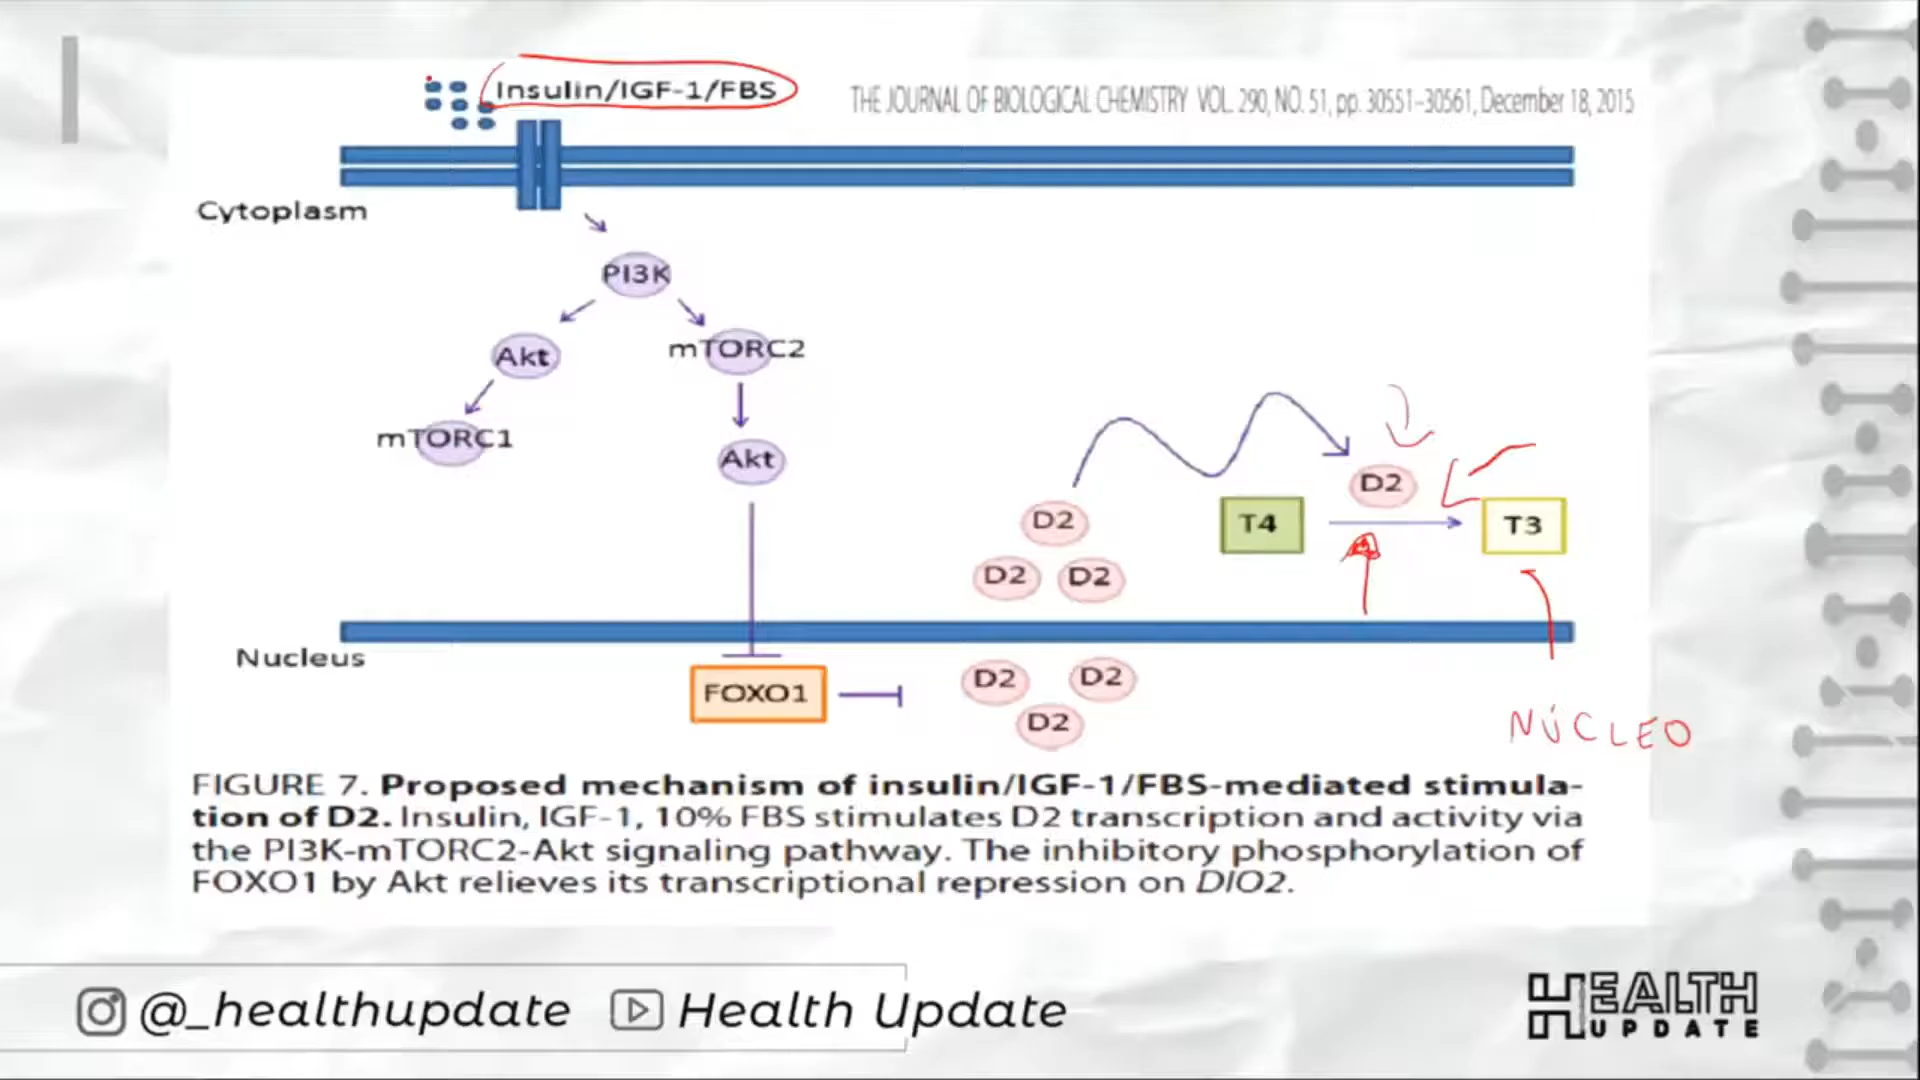 Insulin/IGF-1/FBS
THE JOURNAL OF BIOLOGICAL CHEMISTRY VOL. 290, NO. 51, pp. 30551–30561, December 18, 2015
Cytoplasm
PI3K
Akt
mTORC2
mTORC1
Akt
D2
D2
T4
T3
D2
D2
D2
Nucleus
FOXO1
D2
D2
D2
NÚCLEO
FIGURE 7. Proposed mechanism of insulin/IGF-1/FBS-mediated stimula-
tion of D2. Insulin, IGF-1, 10% FBS stimulates D2 transcription and activity via
the PI3K-mTORC2-Akt signaling pathway. The inhibitory phosphorylation of
FOXO1 by Akt relieves its transcriptional repression on DIO2.
@_healthupdate Health Update
HEALTH
UPDATE